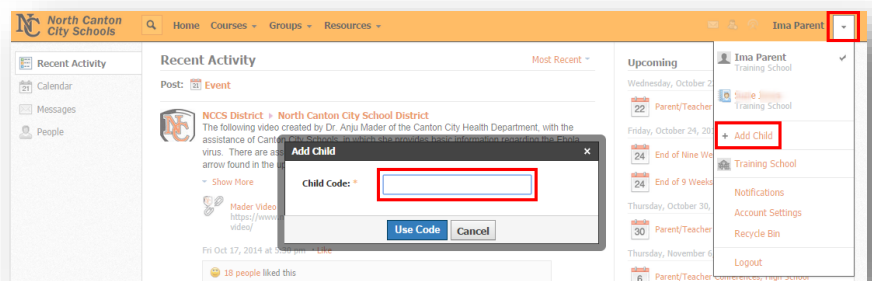 North Canton
City Schools
Home Courses Groups Resources Ima Parent
Recent Activity
Calendar
Messages
People
Recent Activity Most Recent
Post: Event
NCCS District North Canton City School District
The following video created by Dr. Anju Mader of the Canton City Health Department, with the
assistance of Canton City Schools, in which she provides basic information regarding the Ebola
virus. There are ass
arrow found in the up
Show More
Mader Video
https://www.
video/
Fri Oct 17, 2014 at 5:30 pm · Like
18 people liked this
Add Child ×
Child Code: *
Use Code Cancel
Upcoming
Wednesday, October 2
22 Parent/Teacher
Friday, October 24, 201
24 End of Nine We
24 End of 9 Weeks
Thursday, October 30,
30 Parent/Teacher
Thursday, November 6
6 Parent/Teacher Conferences, High School
Ima Parent
Training School
Training School
+ Add Child
Training School
Notifications
Account Settings
Recycle Bin
Logout